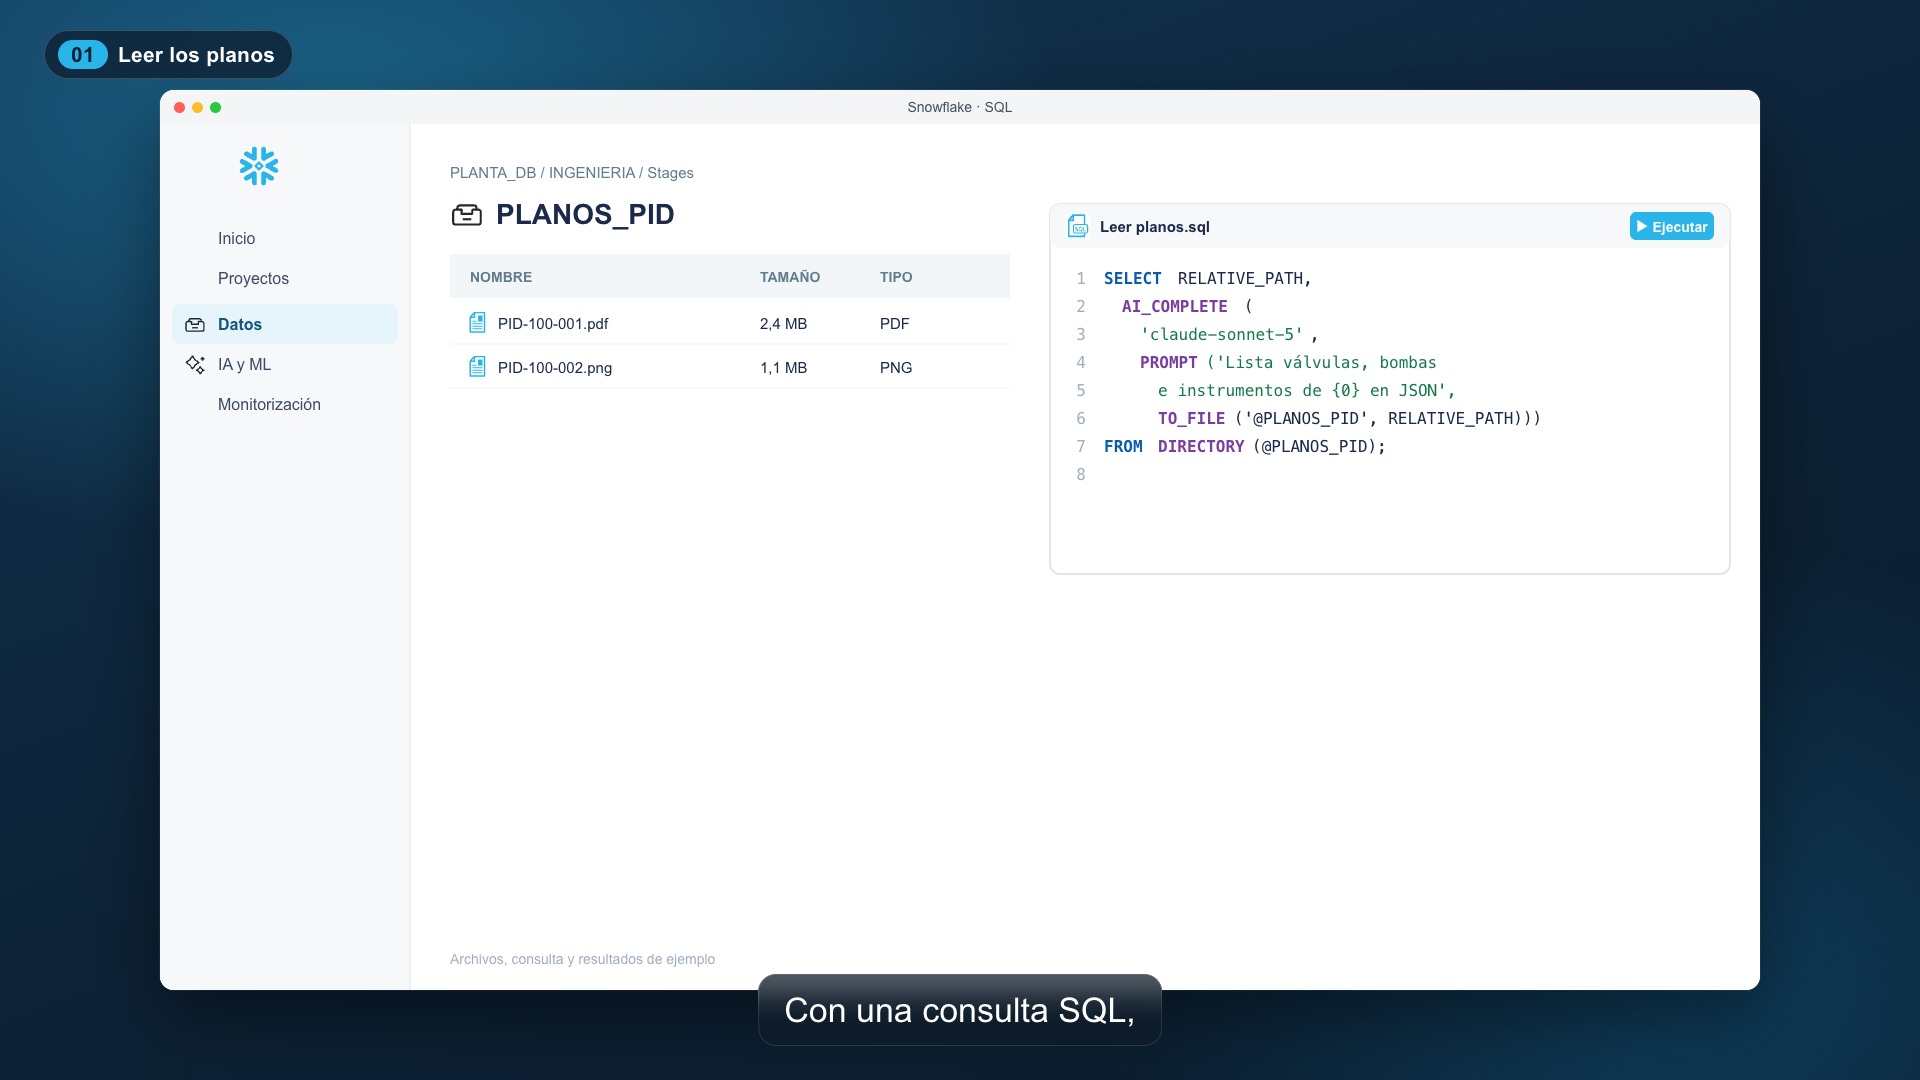 01 Leer los planos
Snowflake · SQL
Inicio
Proyectos
Datos
IA y ML
Monitorización
PLANTA_DB / INGENIERIA / Stages
PLANOS_PID
NOMBRE TAMAÑO TIPO
PID-100-001.pdf 2,4 MB PDF
PID-100-002.png 1,1 MB PNG
SQL Leer planos.sql Ejecutar
1 SELECT RELATIVE_PATH,
2 AI_COMPLETE (
3 'claude-sonnet-5',
4 PROMPT ('Lista válvulas, bombas
5 e instrumentos de {0} en JSON',
6 TO_FILE ('@PLANOS_PID', RELATIVE_PATH)))
7 FROM DIRECTORY (@PLANOS_PID);
8
Archivos, consulta y resultados de ejemplo
Con una consulta SQL,